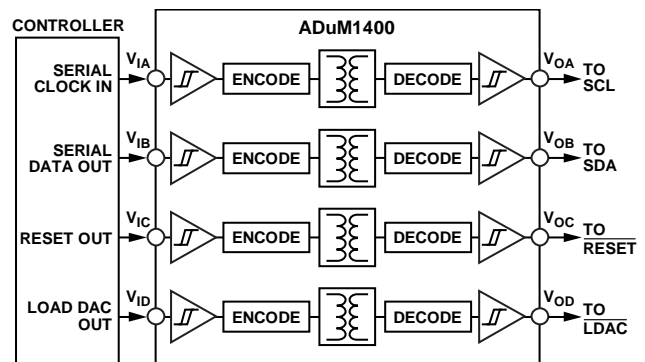 CONTROLLER
ADuM1400
SERIAL
CLOCK IN
VIA
ENCODE
DECODE
VOA
TO
SCL
SERIAL
DATA OUT
VIB
ENCODE
DECODE
VOB
TO
SDA
RESET OUT
VIC
ENCODE
DECODE
VOC
TO
RESET
LOAD DAC
OUT
VID
ENCODE
DECODE
VOD
TO
LDAC